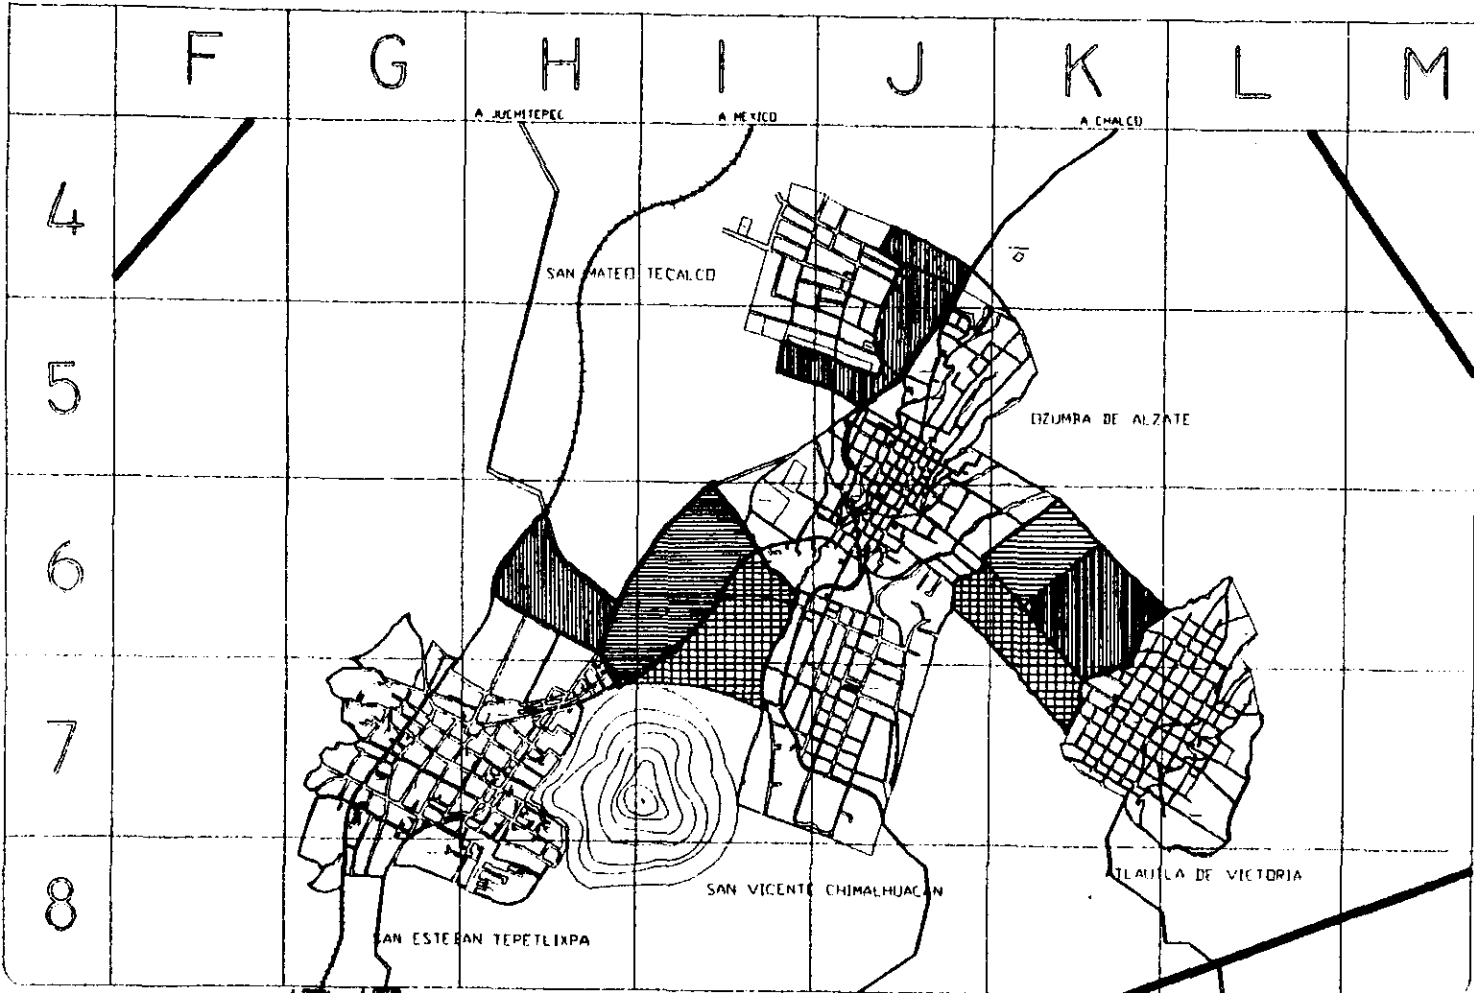 F G H I J K L M
A JUCHITEPEC A MEXICO A CHALCO
4
SAN MATEO TECALCO
5
OZUMBA DE ALZATE
6
7
ATLAUTLA DE VICTORIA
SAN VICENTE CHIMALHUACAN
8
SAN ESTEBAN TEPETLIXPA